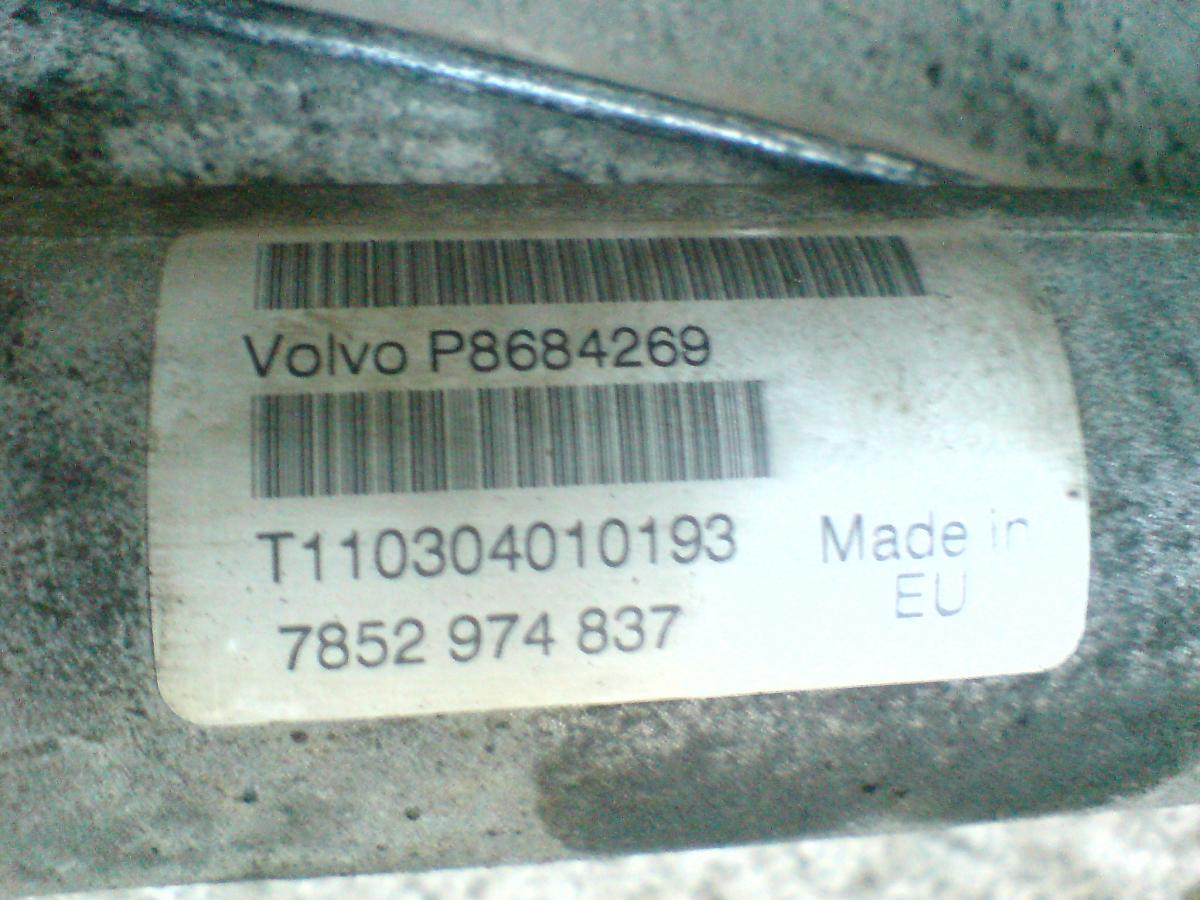 Volvo P8684269
T110304010193
Made in
EU
7852 974 837